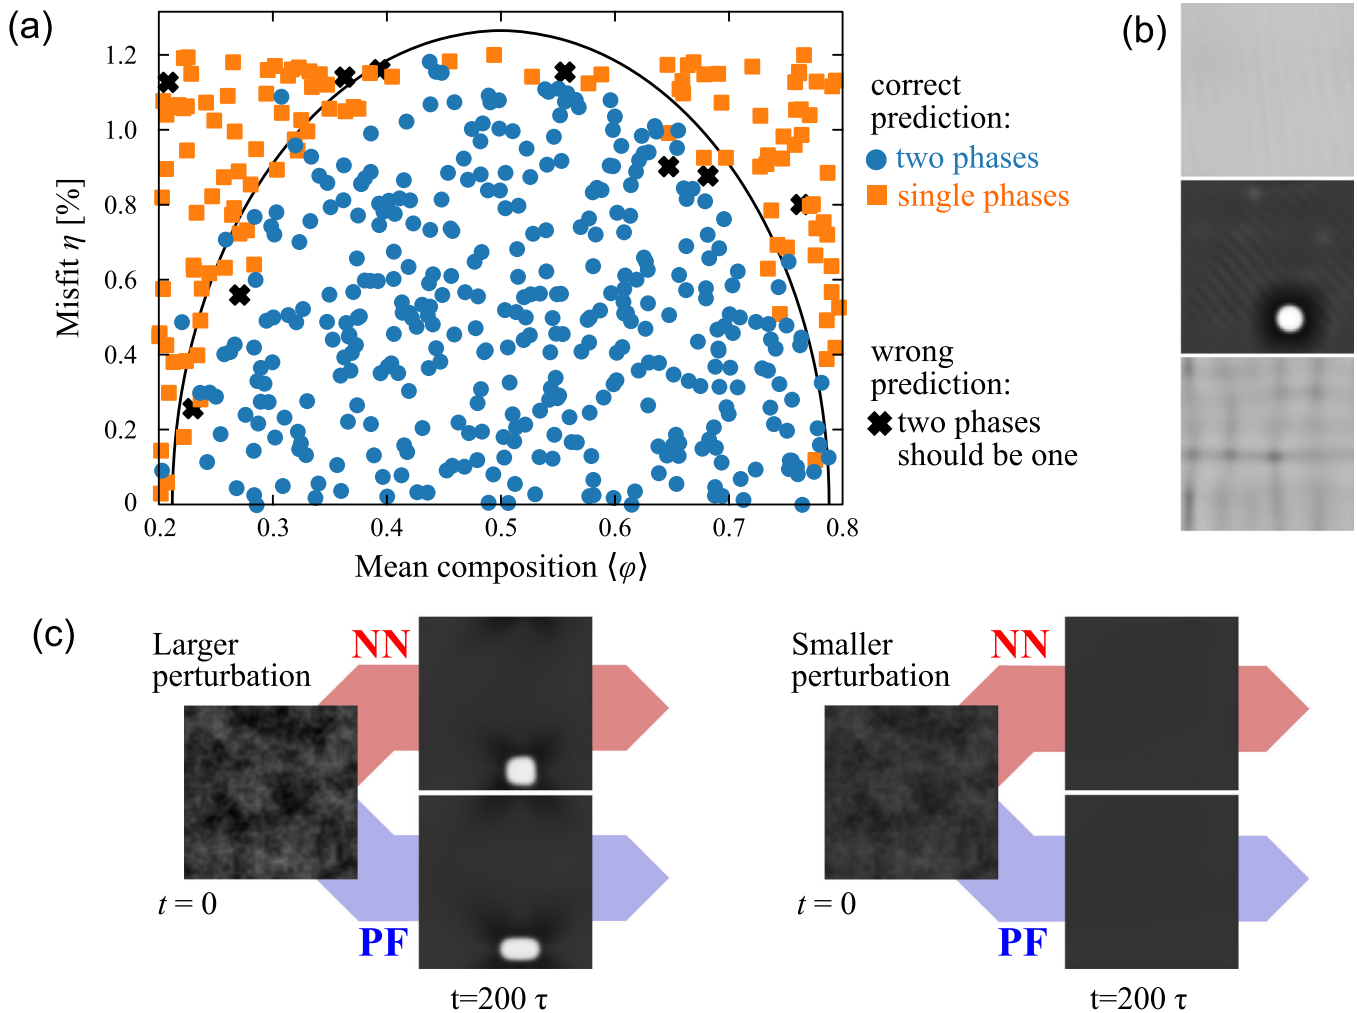 (a)
Misfit η [%]
1.2
1.0
0.8
0.6
0.4
0.2
0
0.2
0.3
0.4
0.5
0.6
0.7
0.8
Mean composition ⟨φ⟩
correct
prediction:
two phases
single phases
wrong
prediction:
two phases
should be one
(b)
(c)
Larger
perturbation
NN
t = 0
PF
t=200 τ
Smaller
perturbation
NN
t = 0
PF
t=200 τ